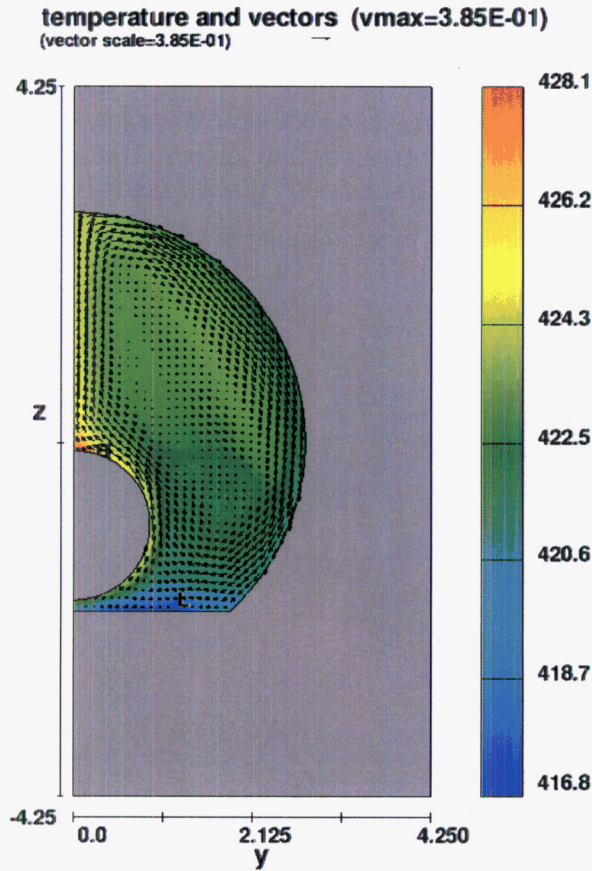 temperature and vectors (vmax=3.85E-01)
(vector scale=3.85E-01)
4.25
428.1
426.2
424.3
Z
422.5
420.6
L
418.7
416.8
-4.25
0.0 2.125 4.250
y